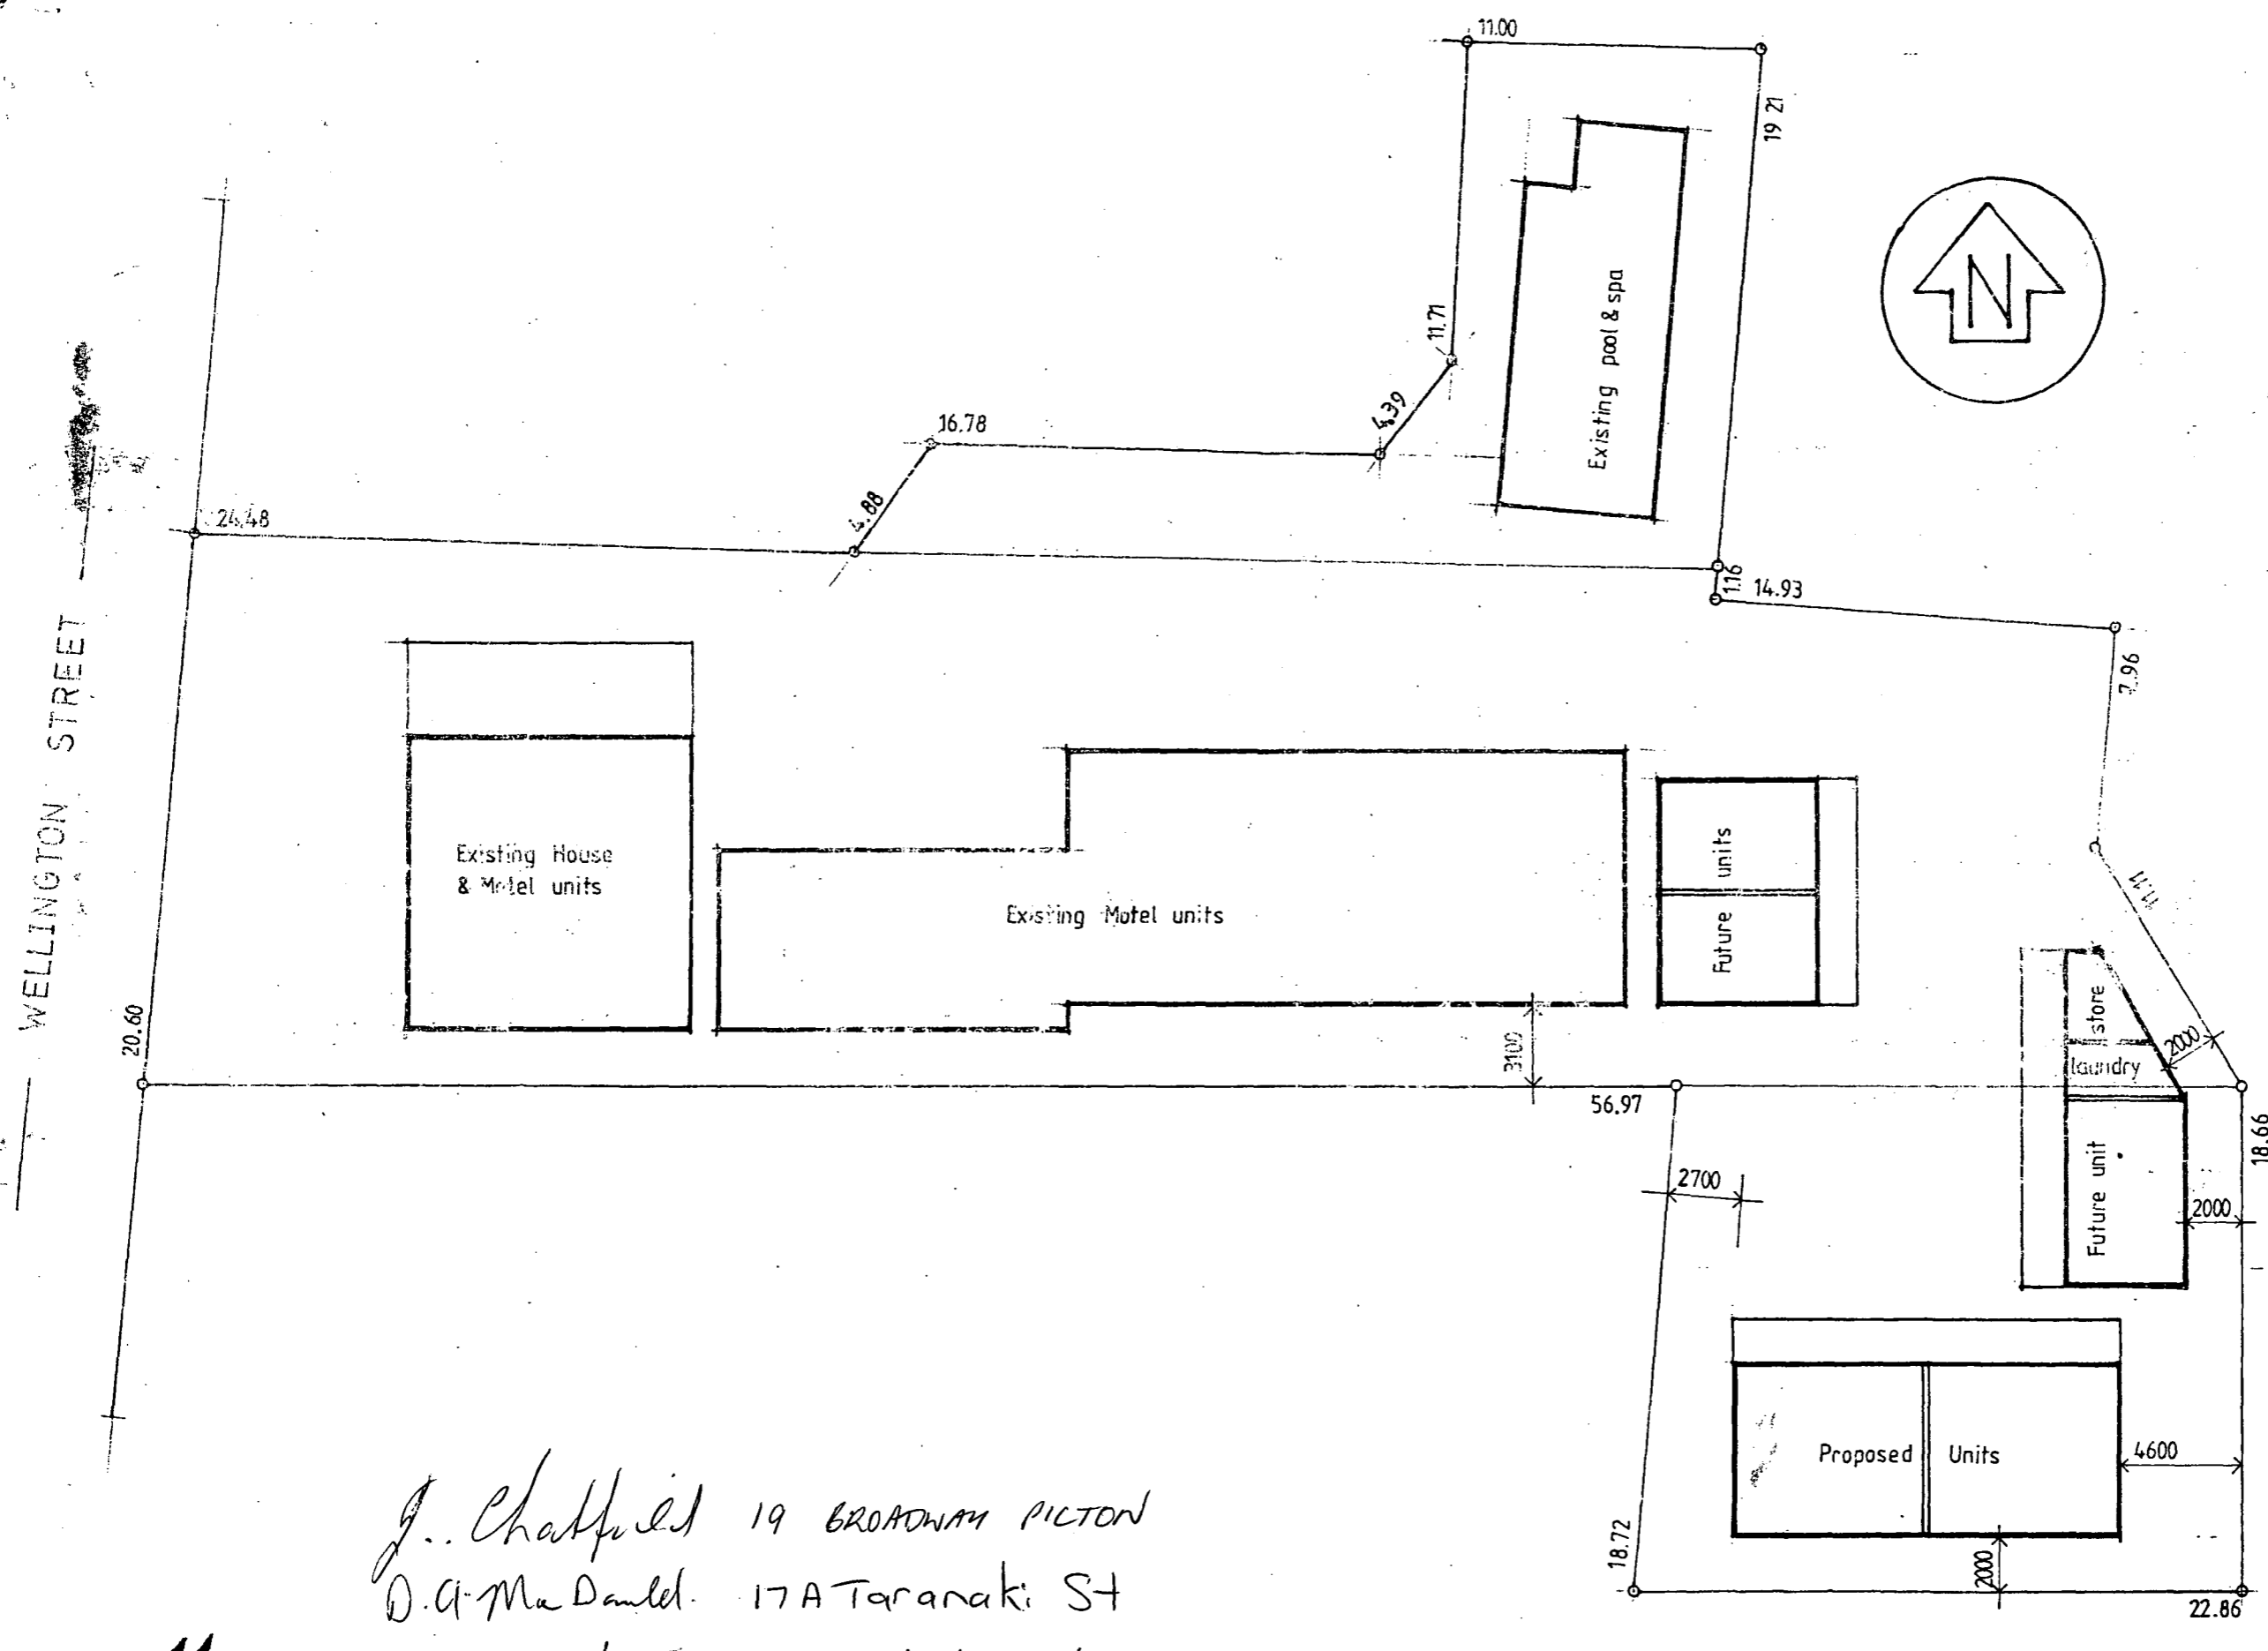 11.00
19 21
N
11.71
Existing pool & spa
4.39
16.78
4.88
24.48
1.16
14.93
7.96
WELLINGTON STREET
Existing House
& Motel units
Existing Motel units
Future units
11.11
store
2000
laundry
20.60
3100
56.97
18.66
2700
Future unit
2000
Proposed Units
4600
18.72
2000
22.86
19 BROADWAY PICTON
17A Taranaki St